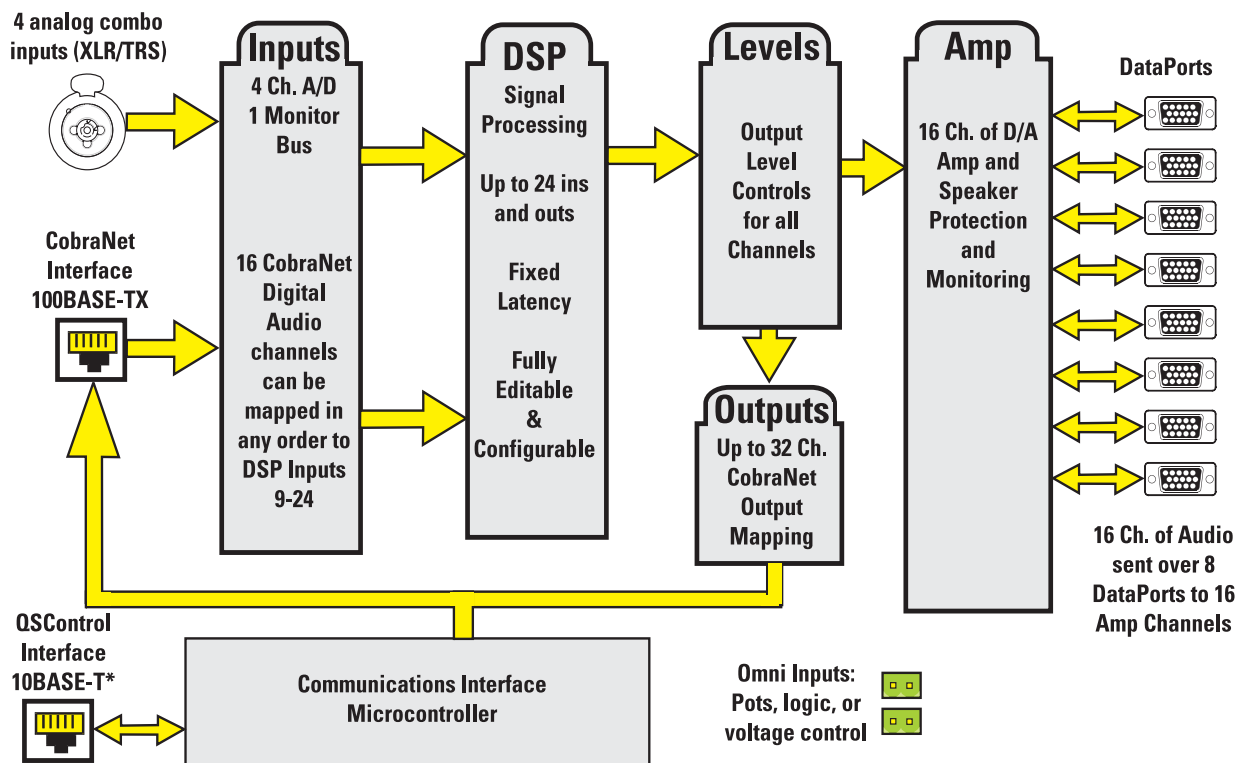 4 analog combo
inputs (XLR/TRS)
CobraNet
Interface
100BASE-TX
QSControl
Interface
10BASE-T*
Inputs
4 Ch. A/D
1 Monitor
Bus
16 CobraNet
Digital
Audio
channels
can be
mapped in
any order to
DSP Inputs
9-24
DSP
Signal
Processing
Up to 24 ins
and outs
Fixed
Latency
Fully
Editable
&
Configurable
Levels
Output
Level
Controls
for all
Channels
Outputs
Up to 32 Ch.
CobraNet
Output
Mapping
Amp
16 Ch. of D/A
Amp and
Speaker
Protection
and
Monitoring
DataPorts
16 Ch. of Audio
sent over 8
DataPorts to 16
Amp Channels
Communications Interface
Microcontroller
Omni Inputs:
Pots, logic, or
voltage control